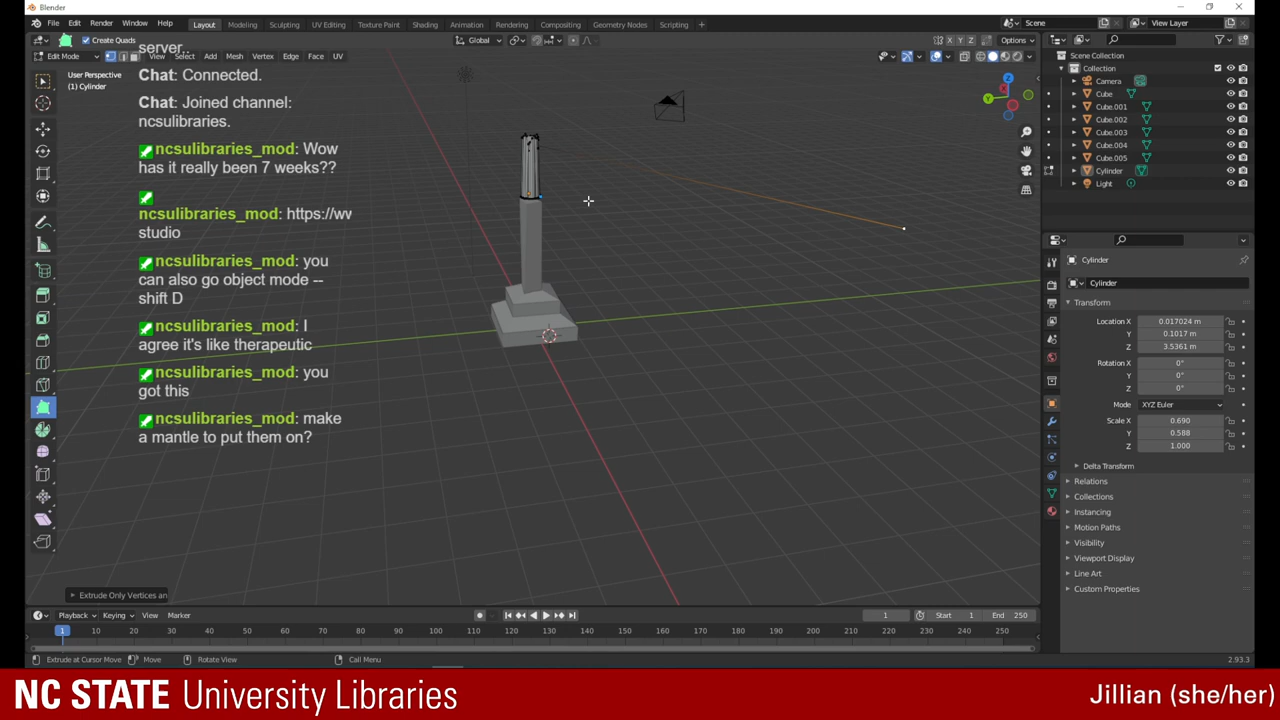 Blender
File Edit Render Window Help
Layout Modeling Sculpting UV Editing Texture Paint Shading Animation Rendering Compositing Geometry Nodes Scripting +
Scene
View Layer
Create Quads
Global
X Y Z
Options
server...
Edit Mode
View Select Add Mesh Vertex Edge Face UV
User Perspective
(1) Cylinder
Chat: Connected.
Chat: Joined channel:
ncsulibraries.
ncsulibraries_mod: Wow
has it really been 7 weeks??
ncsulibraries_mod: https://ww
studio
ncsulibraries_mod: you
can also go object mode --
shift D
ncsulibraries_mod: I
agree it's like therapeutic
ncsulibraries_mod: you
got this
ncsulibraries_mod: make
a mantle to put them on?
Z
Y
X
Extrude Only Vertices an
Scene Collection
Collection
Camera
Cube
Cube.001
Cube.002
Cube.003
Cube.004
Cube.005
Cylinder
Light
Cylinder
Cylinder
Transform
Location X 0.017024 m
Y 0.1017 m
Z 3.5361 m
Rotation X 0°
Y 0°
Z 0°
Mode XYZ Euler
Scale X 0.690
Y 0.588
Z 1.000
Delta Transform
Relations
Collections
Instancing
Motion Paths
Visibility
Viewport Display
Line Art
Custom Properties
Playback Keying View Marker
1 Start 1 End 250
1 10 20 30 40 50 60 70 80 90 100 110 120 130 140 150 160 170 180 190 200 210 220 230 240 250
Extrude at Cursor Move Move Rotate View Call Menu 2.93.3
NC STATE University Libraries
Jillian (she/her)